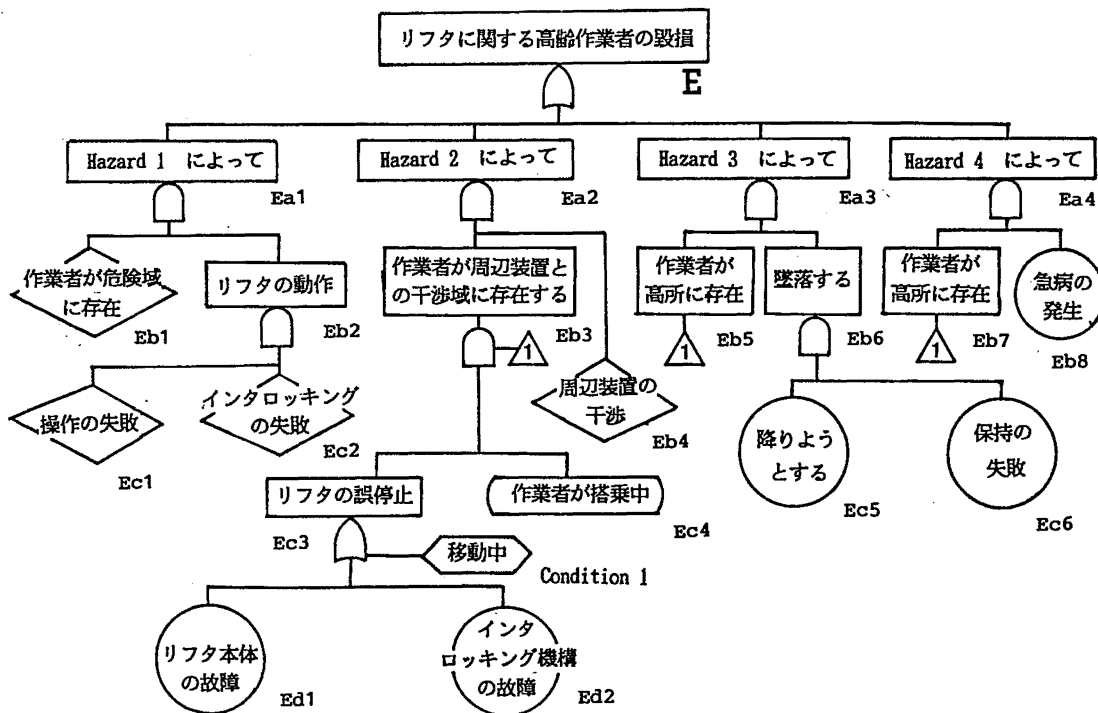 リフタに関する高齢作業者の毀損
E
Hazard 1 によって
Ea1
Hazard 2 によって
Ea2
Hazard 3 によって
Ea3
Hazard 4 によって
Ea4
作業者が危険域
に存在
Eb1
リフタの動作
Eb2
作業者が周辺装置と
の干渉域に存在する
Eb3
1
周辺装置の
干渉
Eb4
作業者が
高所に存在
Eb5
1
墜落する
Eb6
作業者が
高所に存在
Eb7
1
急病の
発生
Eb8
操作の失敗
Ec1
インタロッキング
の失敗
Ec2
リフタの誤停止
Ec3
作業者が搭乗中
Ec4
降りよう
とする
Ec5
保持の
失敗
Ec6
移動中
Condition 1
リフタ本体
の故障
Ed1
インタ
ロッキング機構
の故障
Ed2